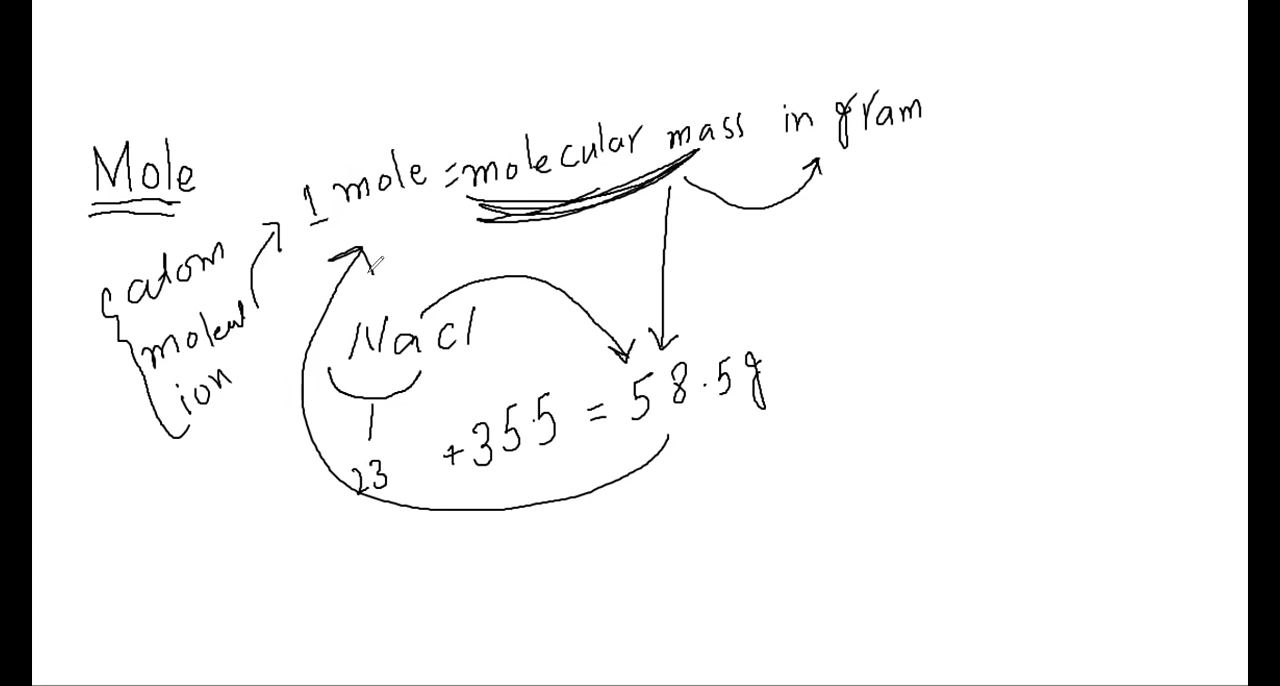 Mole
1 mole = molecular mass in gram
atom
molecul
ion
Nacl
23 + 35.5 = 58.5g